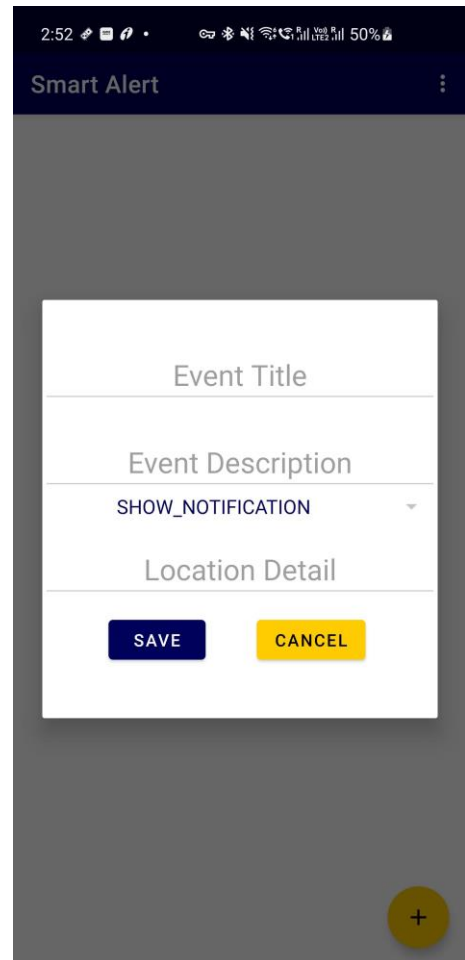 2:52 50%
Smart Alert
Event Title
Event Description
SHOW_NOTIFICATION
Location Detail
SAVE CANCEL
+